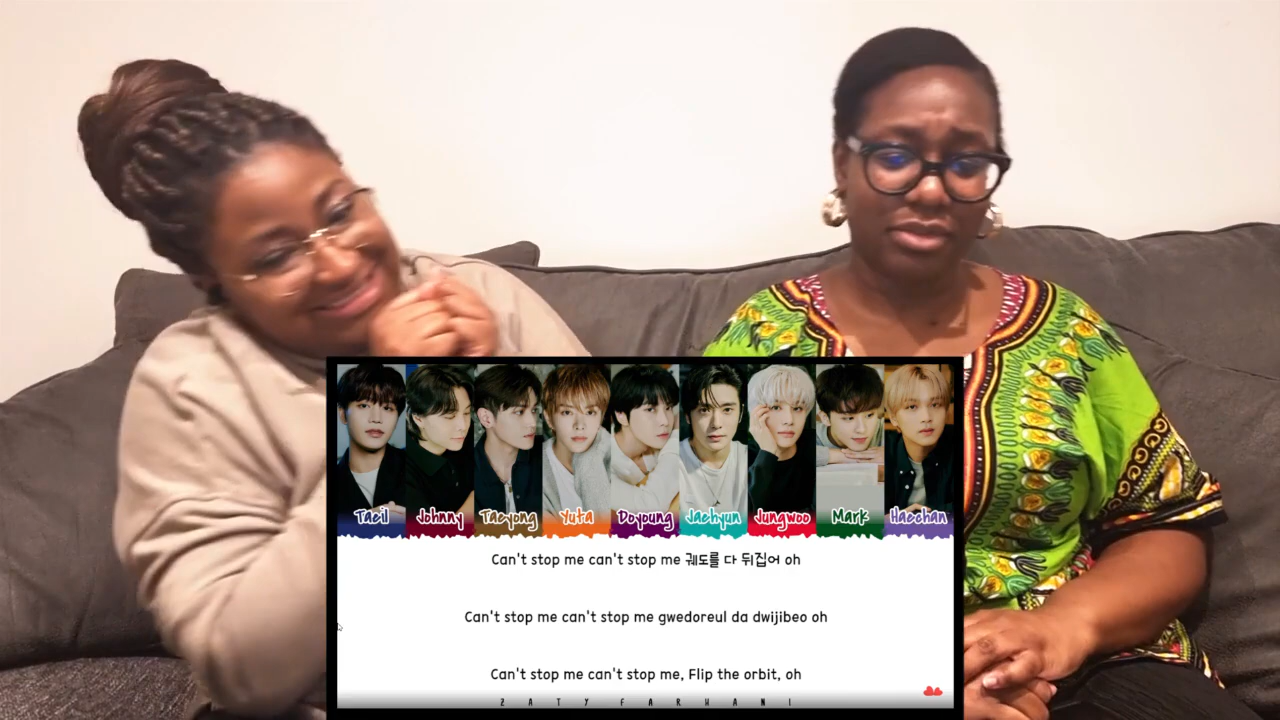 Taeil Johnny Taeyong Yuta Doyoung Jaehyun Jungwoo Mark Haechan
Can't stop me can't stop me 궤도를 다 뒤집어 oh
Can't stop me can't stop me gwedoreul da dwijibeo oh
Can't stop me can't stop me, Flip the orbit, oh
ZATY FARHANI